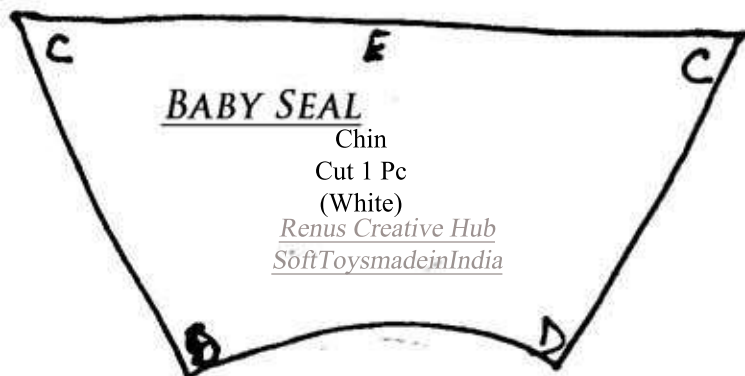 C E C
BABY SEAL
Chin
Cut 1 Pc
(White)
Renus Creative Hub
SoftToysmadeinIndia
D D